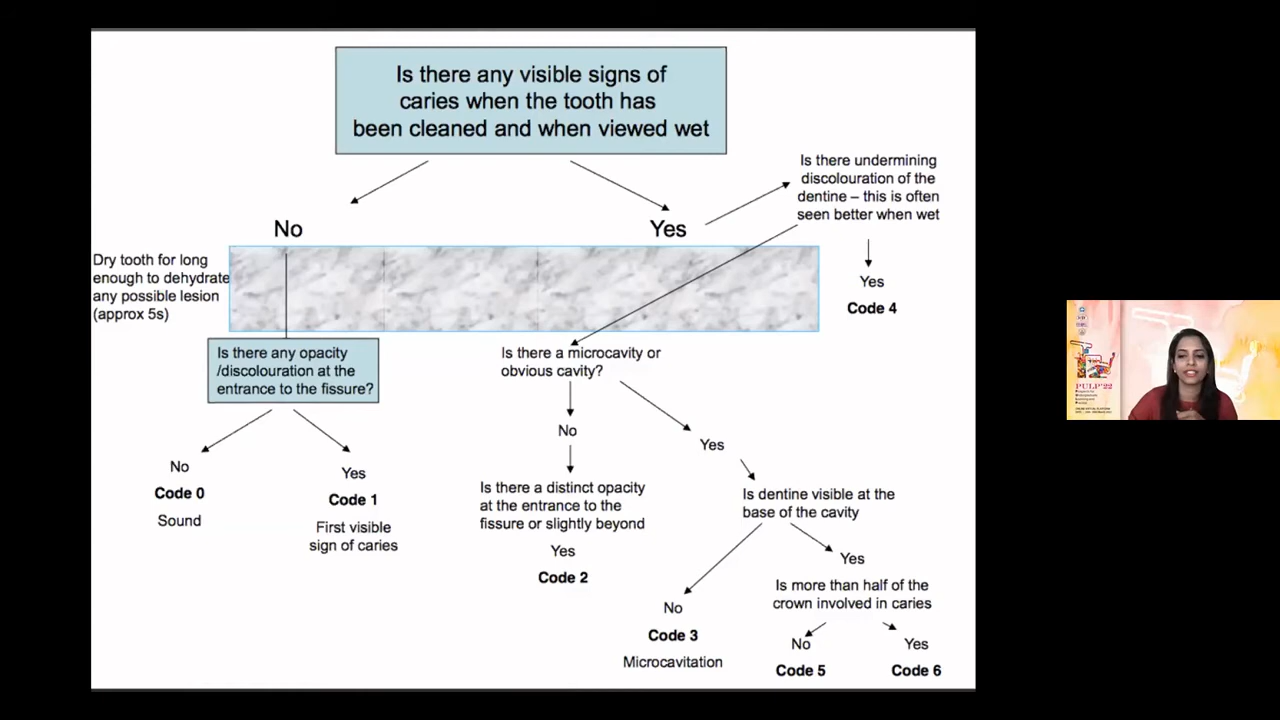 Is there any visible signs of
caries when the tooth has
been cleaned and when viewed wet
Is there undermining
discolouration of the
dentine – this is often
seen better when wet
No
Yes
Dry tooth for long
enough to dehydrate
any possible lesion
(approx 5s)
Yes
Code 4
Is there any opacity
/discolouration at the
entrance to the fissure?
Is there a microcavity or
obvious cavity?
No
Yes
No
Code 0
Sound
Yes
Code 1
First visible
sign of caries
Is there a distinct opacity
at the entrance to the
fissure or slightly beyond
Yes
Code 2
Is dentine visible at the
base of the cavity
Yes
Is more than half of the
crown involved in caries
No
Code 3
Microcavitation
No
Code 5
Yes
Code 6
PULP'22